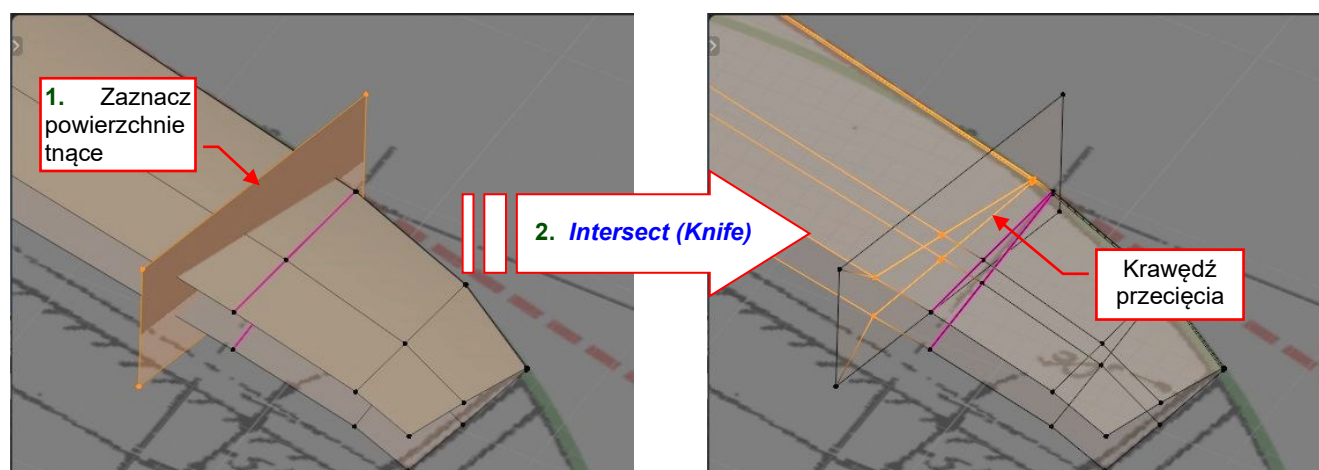 1. Zaznacz
powierzchnie
tnące
2. Intersect (Knife)
Krawędź
przecięcia